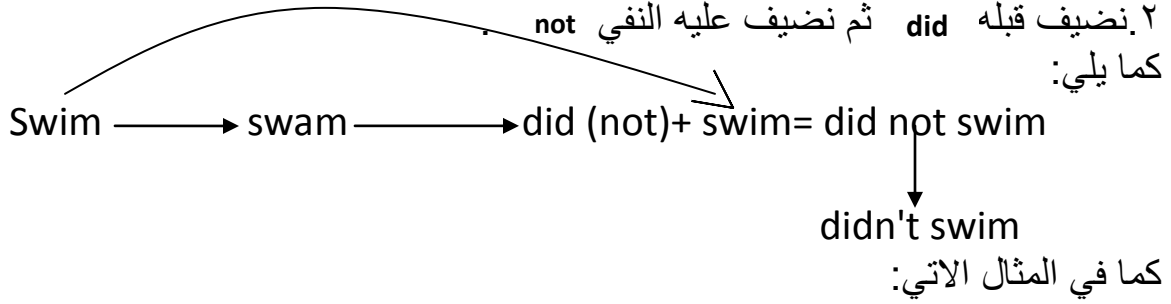 ٢.نضيف قبله did ثم نضيف عليه النفي not .
كما يلي:
Swim swam did (not)+ swim= did not swim
didn't swim
كما في المثال الاتي: